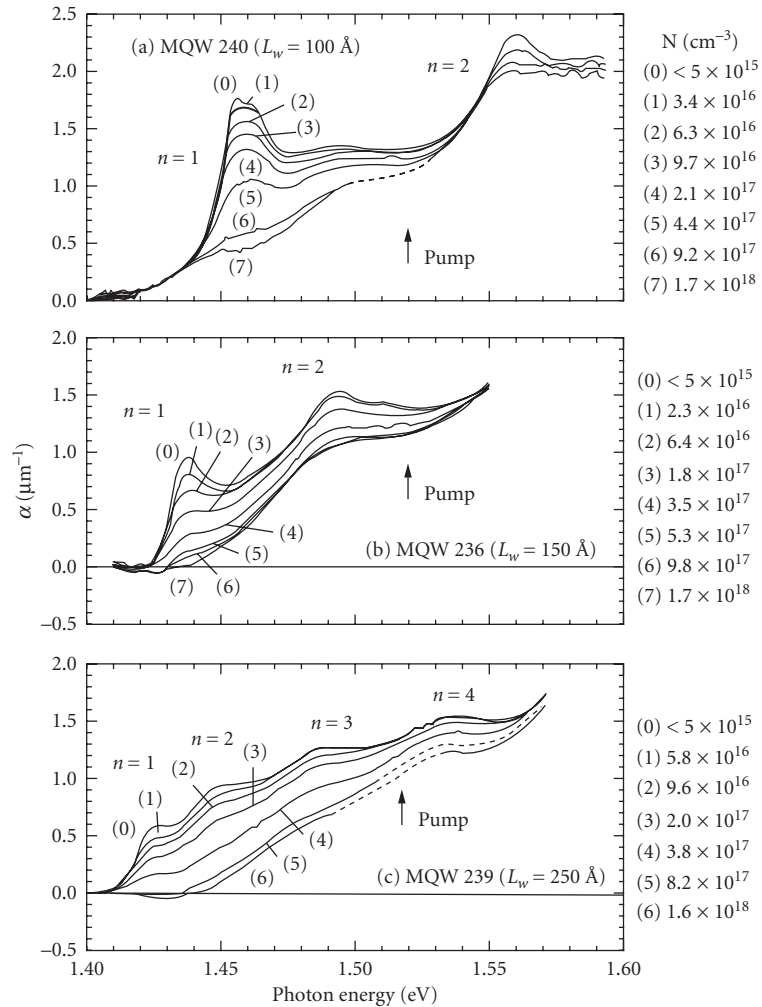 (a) MQW 240 (L_w = 100 Å)
N (cm⁻³)
2.5
2.0
1.5
1.0
0.5
0.0
n = 1
n = 2
(0)
(1)
(2)
(3)
(4)
(5)
(6)
(7)
Pump
(0) < 5 × 10¹⁵
(1) 3.4 × 10¹⁶
(2) 6.3 × 10¹⁶
(3) 9.7 × 10¹⁶
(4) 2.1 × 10¹⁷
(5) 4.4 × 10¹⁷
(6) 9.2 × 10¹⁷
(7) 1.7 × 10¹⁸
α (µm⁻¹)
2.0
1.5
1.0
0.5
0.0
−0.5
n = 1
n = 2
(0)
(1)
(2)
(3)
(4)
(5)
(6)
(7)
Pump
(b) MQW 236 (L_w = 150 Å)
(0) < 5 × 10¹⁵
(1) 2.3 × 10¹⁶
(2) 6.4 × 10¹⁶
(3) 1.8 × 10¹⁷
(4) 3.5 × 10¹⁷
(5) 5.3 × 10¹⁷
(6) 9.8 × 10¹⁷
(7) 1.7 × 10¹⁸
2.0
1.5
1.0
0.5
0.0
−0.5
n = 1
n = 2
n = 3
n = 4
(0)
(1)
(2)
(3)
(4)
(5)
(6)
Pump
(c) MQW 239 (L_w = 250 Å)
(0) < 5 × 10¹⁵
(1) 5.8 × 10¹⁶
(2) 9.6 × 10¹⁶
(3) 2.0 × 10¹⁷
(4) 3.8 × 10¹⁷
(5) 8.2 × 10¹⁷
(6) 1.6 × 10¹⁸
1.40 1.45 1.50 1.55 1.60
Photon energy (eV)